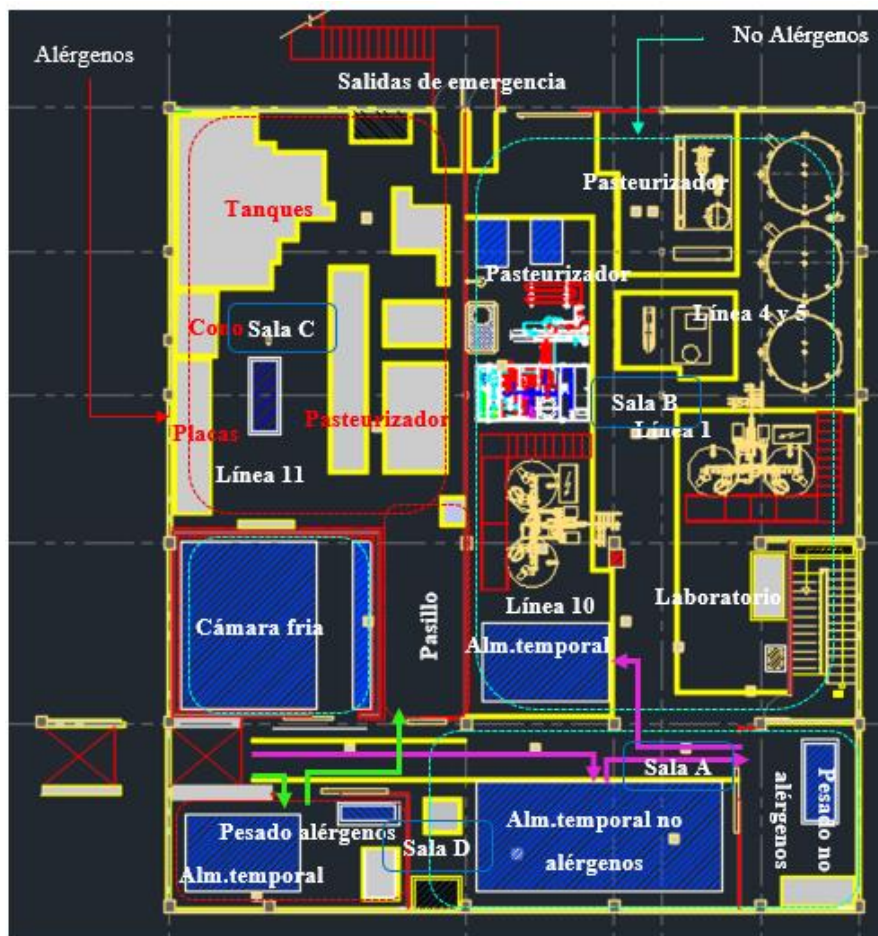 No Alérgenos
Alérgenos
Salidas de emergencia
Pasteurizador
Tanques
Pasteurizador
Línea 4 y 5
Cono
Sala C
Sala B
Placas
Pasteurizador
Línea 1
Línea 11
Laboratorio
Línea 10
Cámara fria
Pasillo
Alm.temporal
Sala A
Pesado no
alérgenos
Alm.temporal no
alérgenos
Pesado alérgenos
Sala D
Alm.temporal